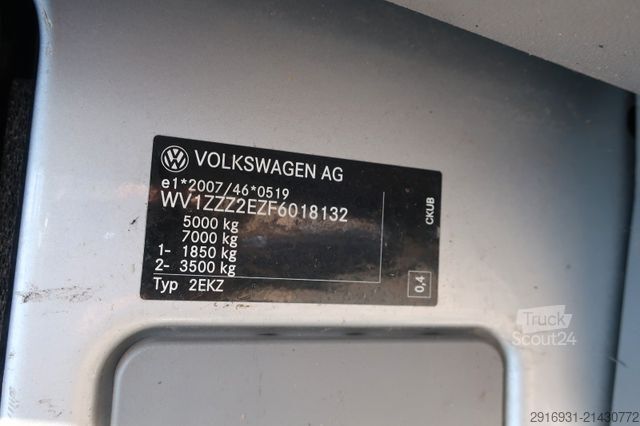 VOLKSWAGEN AG
e1*2007/46*0519
WV1ZZZ2EZF6018132
5000 kg
7000 kg
1- 1850 kg
2- 3500 kg
Typ 2EKZ
CKUB
0,4
Truck
Scout24
2916931-21430772